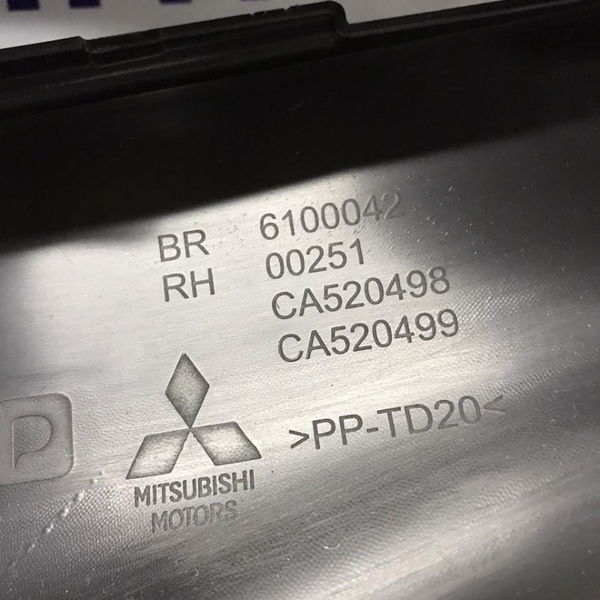 BR 6100042
RH 00251
CA520498
CA520499
>PP-TD20<
P
MITSUBISHI
MOTORS